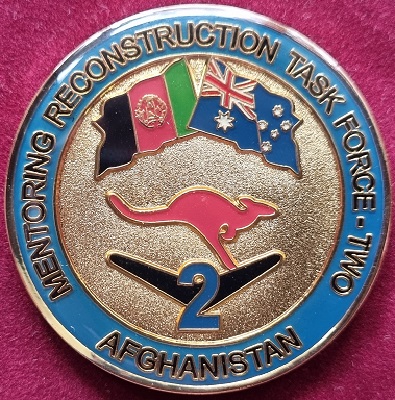 MENTORING RECONSTRUCTION TASK FORCE - TWO
2
AFGHANISTAN